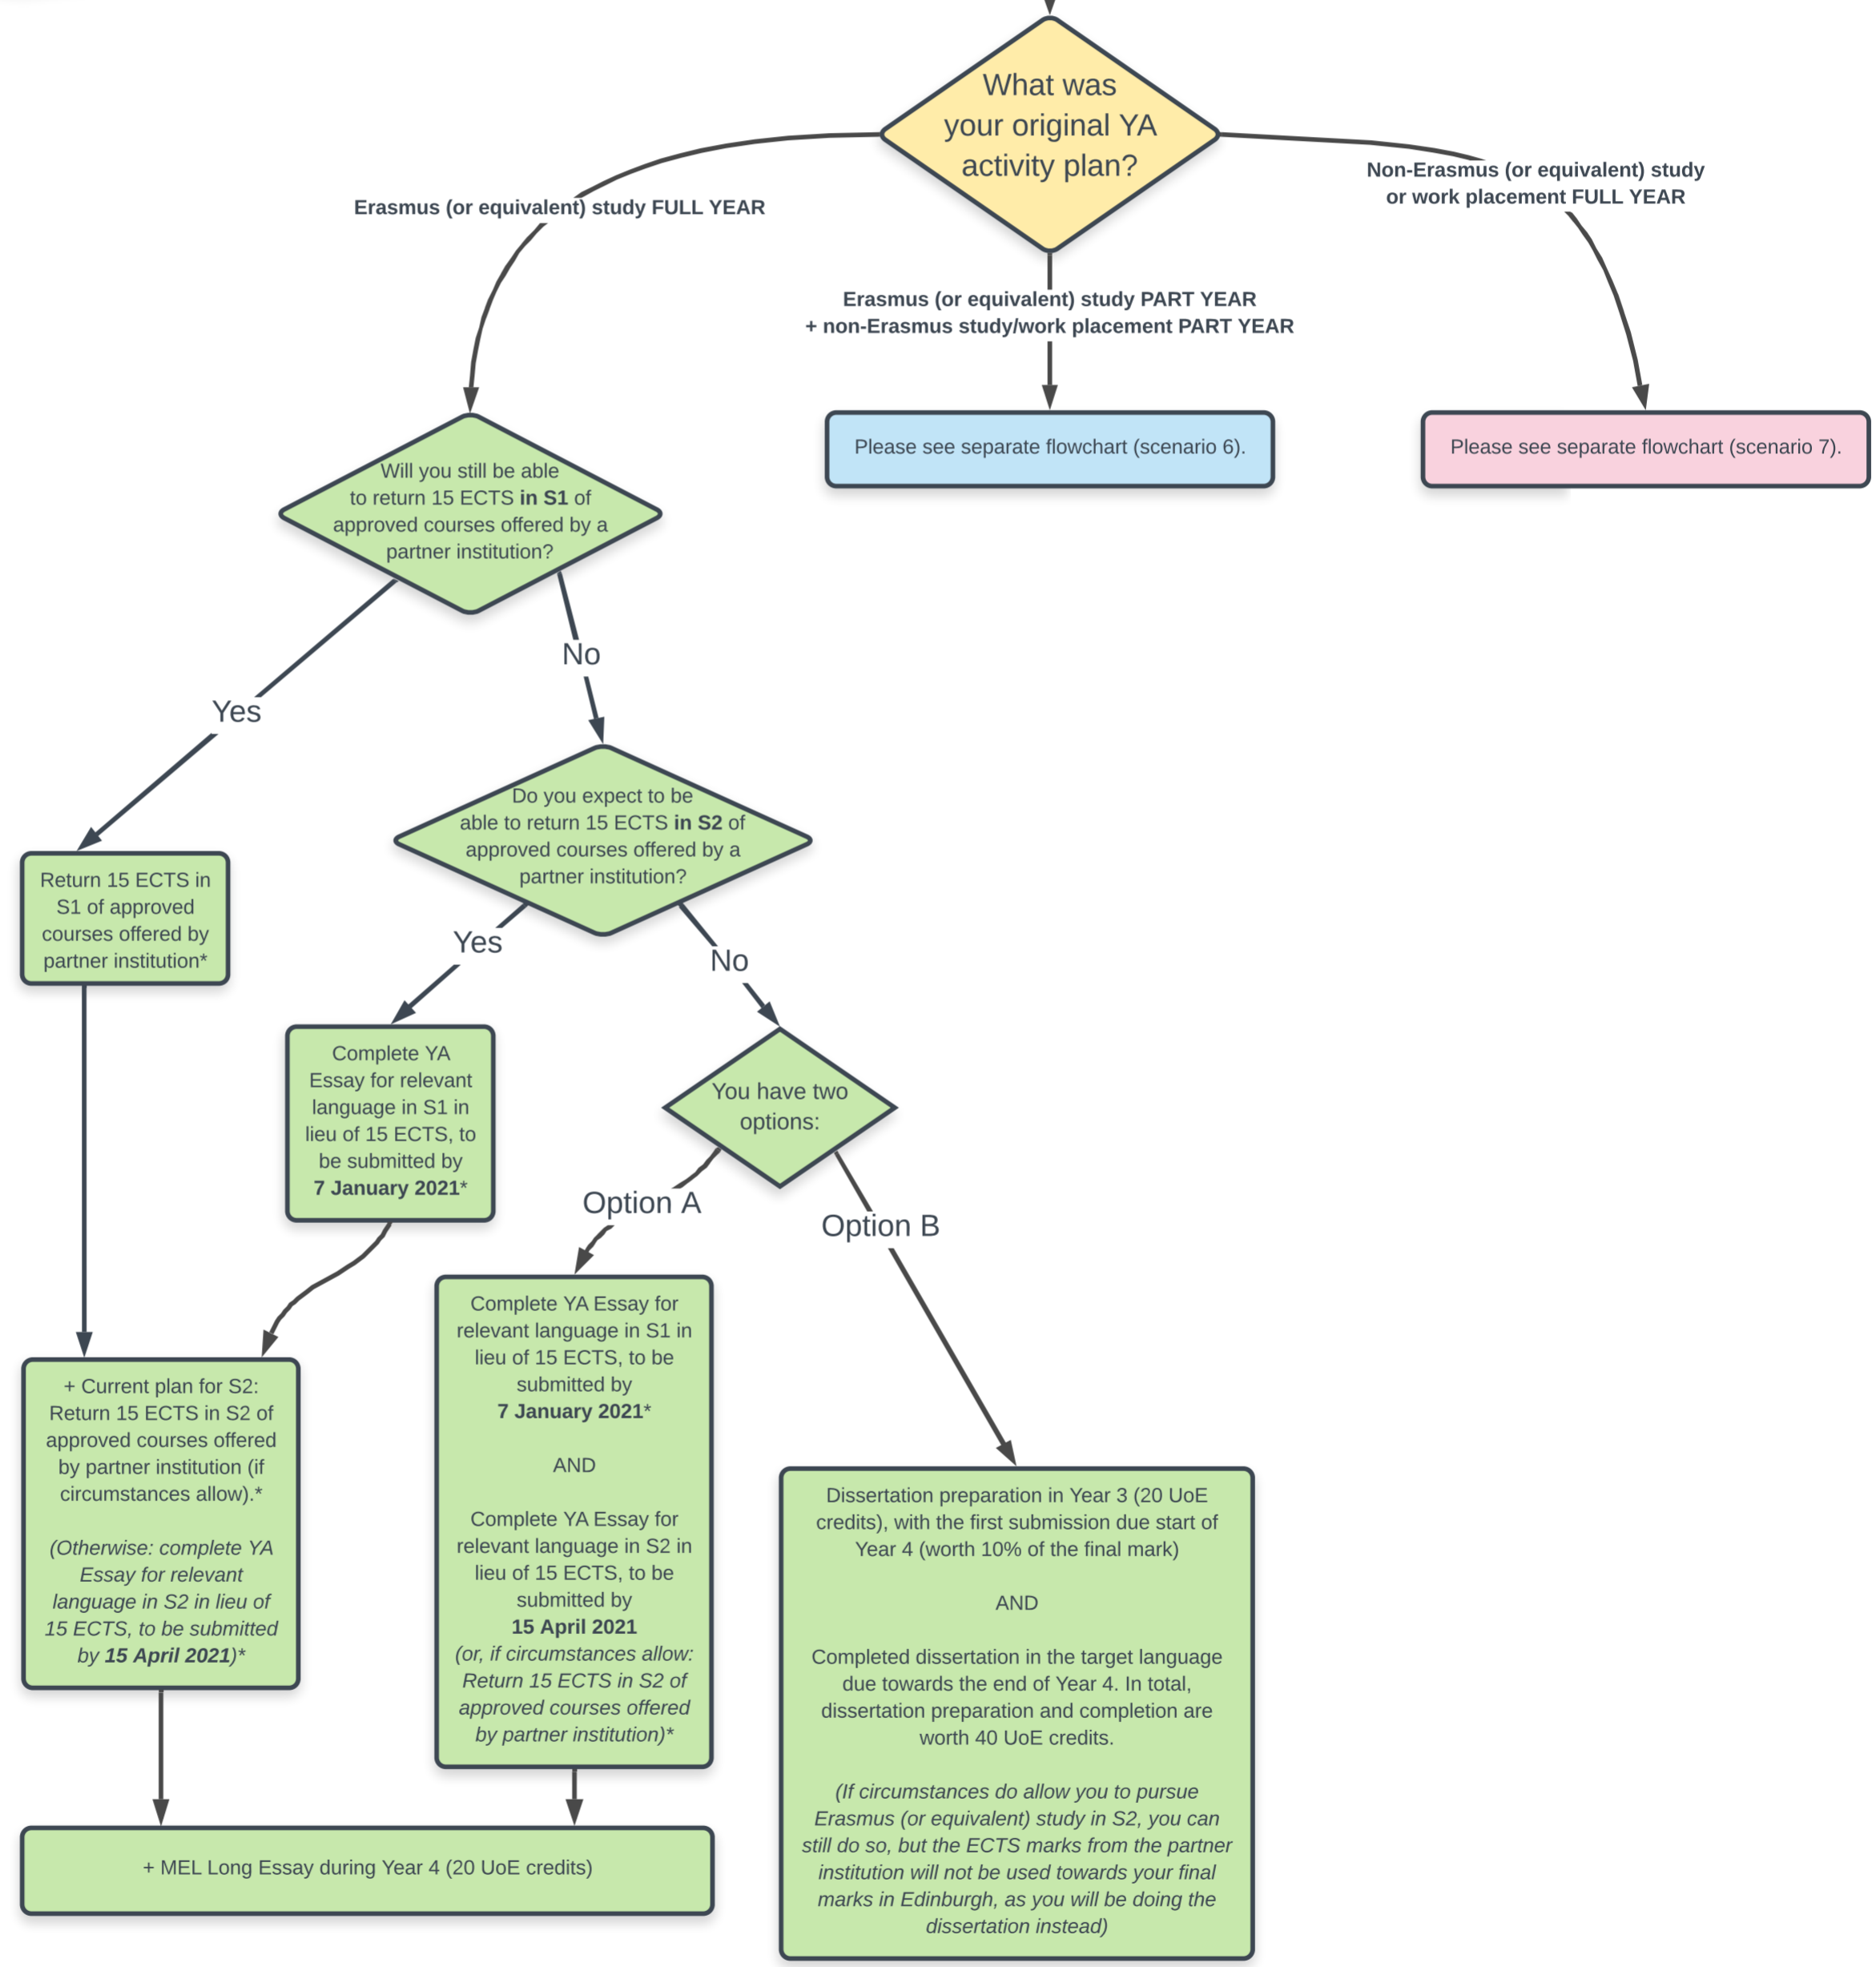 What was
your original YA
activity plan?
Erasmus (or equivalent) study FULL YEAR
Non-Erasmus (or equivalent) study
or work placement FULL YEAR
Erasmus (or equivalent) study PART YEAR
+ non-Erasmus study/work placement PART YEAR
Please see separate flowchart (scenario 6).
Please see separate flowchart (scenario 7).
Will you still be able
to return 15 ECTS in S1 of
approved courses offered by a
partner institution?
No
Yes
Do you expect to be
able to return 15 ECTS in S2 of
approved courses offered by a
partner institution?
Return 15 ECTS in
S1 of approved
courses offered by
partner institution*
Yes
No
Complete YA
Essay for relevant
language in S1 in
lieu of 15 ECTS, to
be submitted by
7 January 2021*
You have two
options:
Option A
Option B
Complete YA Essay for
relevant language in S1 in
lieu of 15 ECTS, to be
submitted by
7 January 2021*
AND
Complete YA Essay for
relevant language in S2 in
lieu of 15 ECTS, to be
submitted by
15 April 2021
(or, if circumstances allow:
Return 15 ECTS in S2 of
approved courses offered
by partner institution)*
+ Current plan for S2:
Return 15 ECTS in S2 of
approved courses offered
by partner institution (if
circumstances allow).*
(Otherwise: complete YA
Essay for relevant
language in S2 in lieu of
15 ECTS, to be submitted
by 15 April 2021)*
Dissertation preparation in Year 3 (20 UoE
credits), with the first submission due start of
Year 4 (worth 10% of the final mark)
AND
Completed dissertation in the target language
due towards the end of Year 4. In total,
dissertation preparation and completion are
worth 40 UoE credits.
(If circumstances do allow you to pursue
Erasmus (or equivalent) study in S2, you can
still do so, but the ECTS marks from the partner
institution will not be used towards your final
marks in Edinburgh, as you will be doing the
dissertation instead)
+ MEL Long Essay during Year 4 (20 UoE credits)